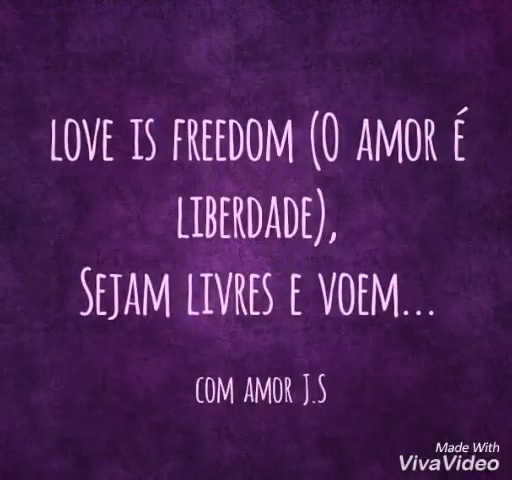 LOVE IS FREEDOM (O AMOR É
LIBERDADE),
SEJAM LIVRES E VOEM...
COM AMOR J.S
Made With
VivaVideo